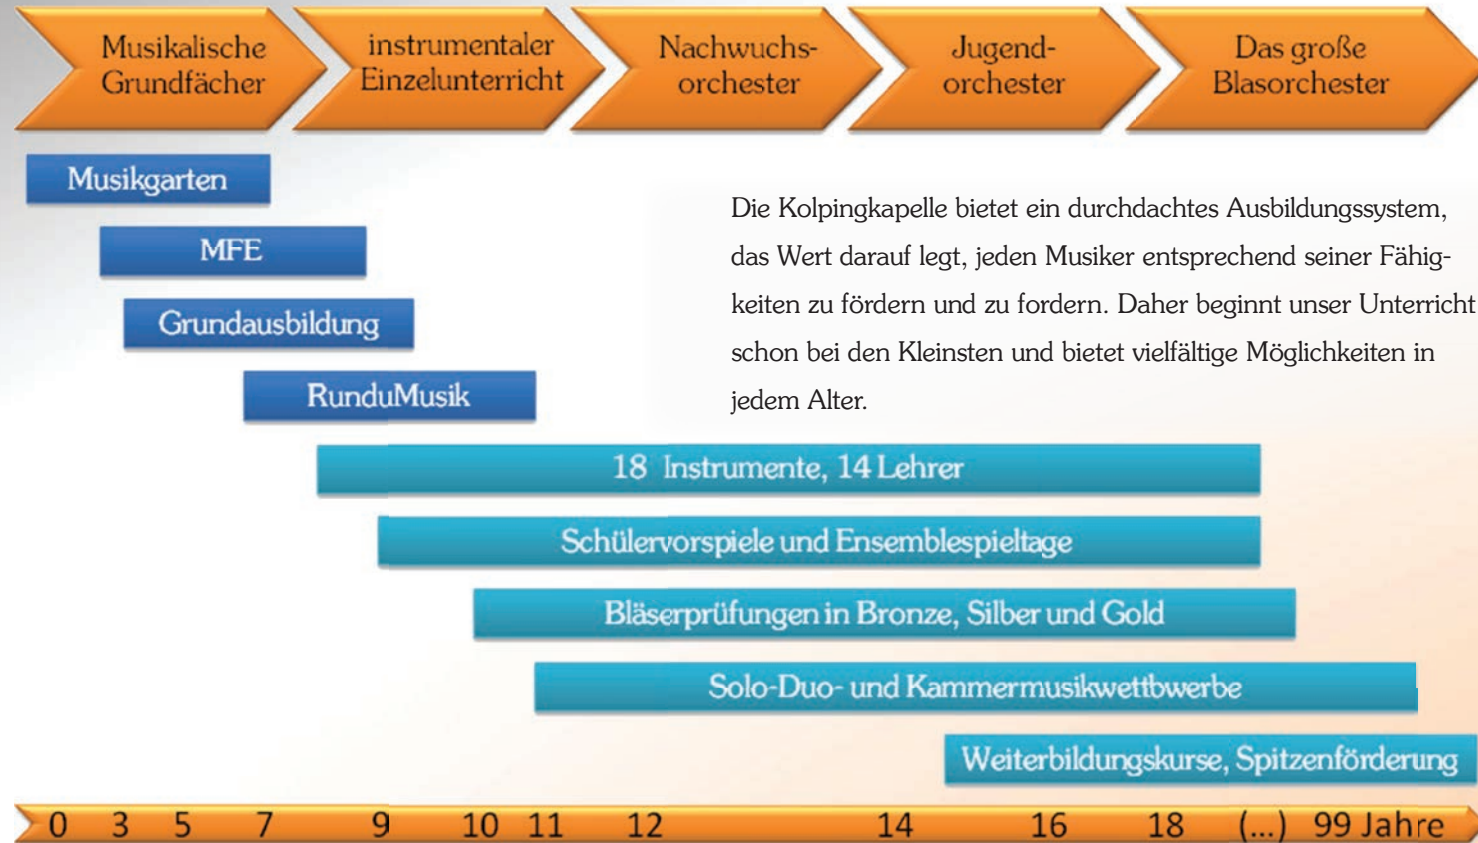 Musikalische
Grundfächer
instrumentaler
Einzelunterricht
Nachwuchs-
orchester
Jugend-
orchester
Das große
Blasorchester
Musikgarten
MFE
Grundausbildung
RunduMusik
Die Kolpingkapelle bietet ein durchdachtes Ausbildungssystem,
das Wert darauf legt, jeden Musiker entsprechend seiner Fähig-
keiten zu fördern und zu fordern. Daher beginnt unser Unterricht
schon bei den Kleinsten und bietet vielfältige Möglichkeiten in
jedem Alter.
18 Instrumente, 14 Lehrer
Schülervorspiele und Ensemblespieltage
Bläserprüfungen in Bronze, Silber und Gold
Solo-Duo- und Kammermusikwettbwerbe
Weiterbildungskurse, Spitzenförderung
0 3 5 7 9 10 11 12 14 16 18 (...) 99 Jahre